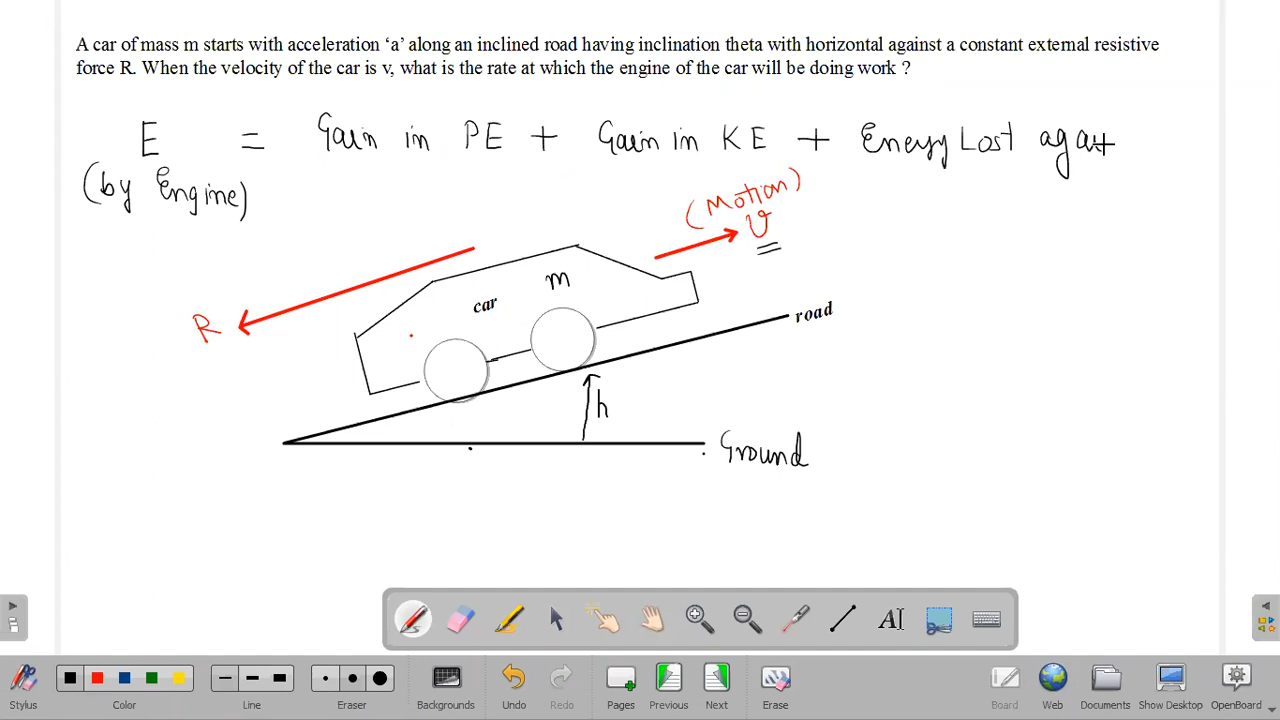 A car of mass m starts with acceleration ‘a’ along an inclined road having inclination theta with horizontal against a constant external resistive
force R. When the velocity of the car is v, what is the rate at which the engine of the car will be doing work ?
E = Gain in PE + Gain in KE + Energy Lost aga
(by Engine)
(Motion)
v
R
car
m
road
h
Ground
AI
Stylus
Color
Line
Eraser
Backgrounds
Undo
Redo
Pages
Previous
Next
Erase
Board
Web
Documents
Show Desktop
OpenBoard